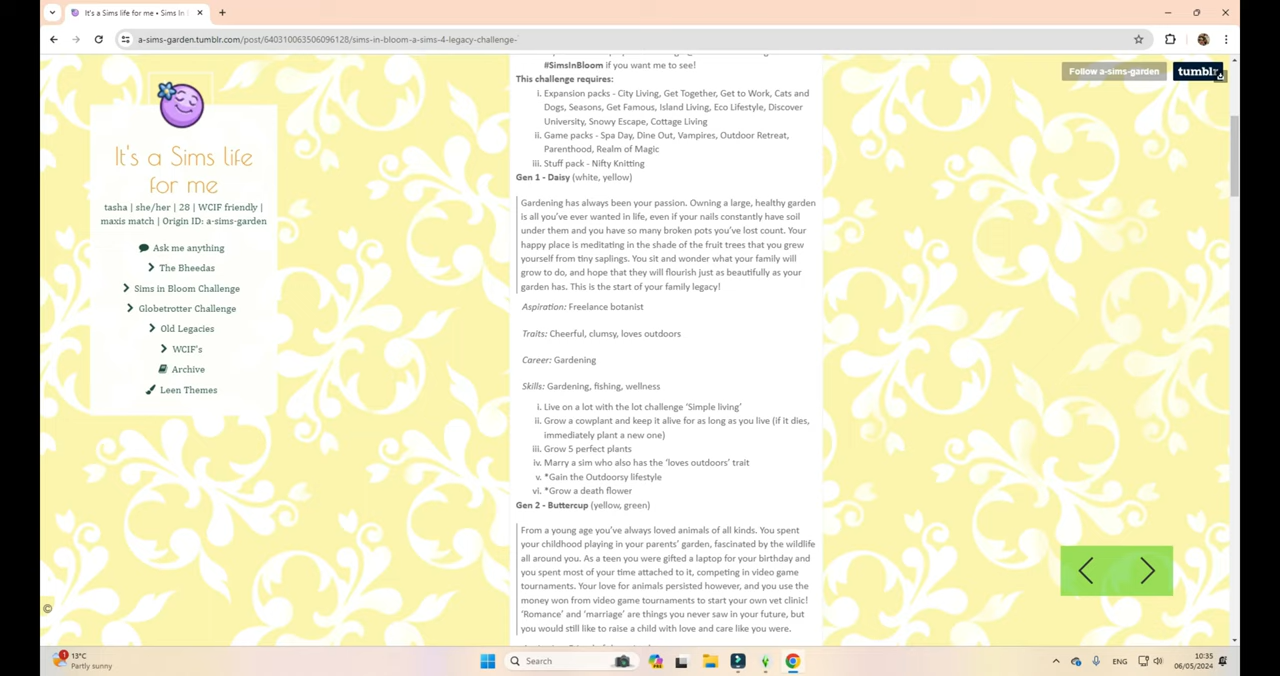 It's a Sims life for me • Sims In
a-sims-garden.tumblr.com/post/640310063506096128/sims-in-bloom-a-sims-4-legacy-challenge-
Follow a-sims-garden
tumblr
It's a Sims life
for me
tasha | she/her | 28 | WCIF friendly |
maxis match | Origin ID: a-sims-garden
Ask me anything
The Bheedas
Sims in Bloom Challenge
Globetrotter Challenge
Old Legacies
WCIF's
Archive
Leen Themes
#SimsInBloom if you want me to see!
This challenge requires:
i. Expansion packs - City Living, Get Together, Get to Work, Cats and
Dogs, Seasons, Get Famous, Island Living, Eco Lifestyle, Discover
University, Snowy Escape, Cottage Living
ii. Game packs - Spa Day, Dine Out, Vampires, Outdoor Retreat,
Parenthood, Realm of Magic
iii. Stuff pack - Nifty Knitting
Gen 1 - Daisy (white, yellow)
Gardening has always been your passion. Owning a large, healthy garden
is all you've ever wanted in life, even if your nails constantly have soil
under them and you have so many broken pots you've lost count. Your
happy place is meditating in the shade of the fruit trees that you grew
yourself from tiny saplings. You sit and wonder what your family will
grow to do, and hope that they will flourish just as beautifully as your
garden has. This is the start of your family legacy!
Aspiration: Freelance botanist
Traits: Cheerful, clumsy, loves outdoors
Career: Gardening
Skills: Gardening, fishing, wellness
i. Live on a lot with the lot challenge 'Simple living'
ii. Grow a cowplant and keep it alive for as long as you live (if it dies,
immediately plant a new one)
iii. Grow 5 perfect plants
iv. Marry a sim who also has the 'loves outdoors' trait
v. *Gain the Outdoorsy lifestyle
vi. *Grow a death flower
Gen 2 - Buttercup (yellow, green)
From a young age you've always loved animals of all kinds. You spent
your childhood playing in your parents' garden, fascinated by the wildlife
all around you. As a teen you were gifted a laptop for your birthday and
you spent most of your time attached to it, competing in video game
tournaments. Your love for animals persisted however, and you use the
money won from video game tournaments to start your own vet clinic!
'Romance' and 'marriage' are things you never saw in your future, but
you would still like to raise a child with love and care like you were.
©
1
13°C
Partly sunny
Search
ENG
10:35
06/05/2024